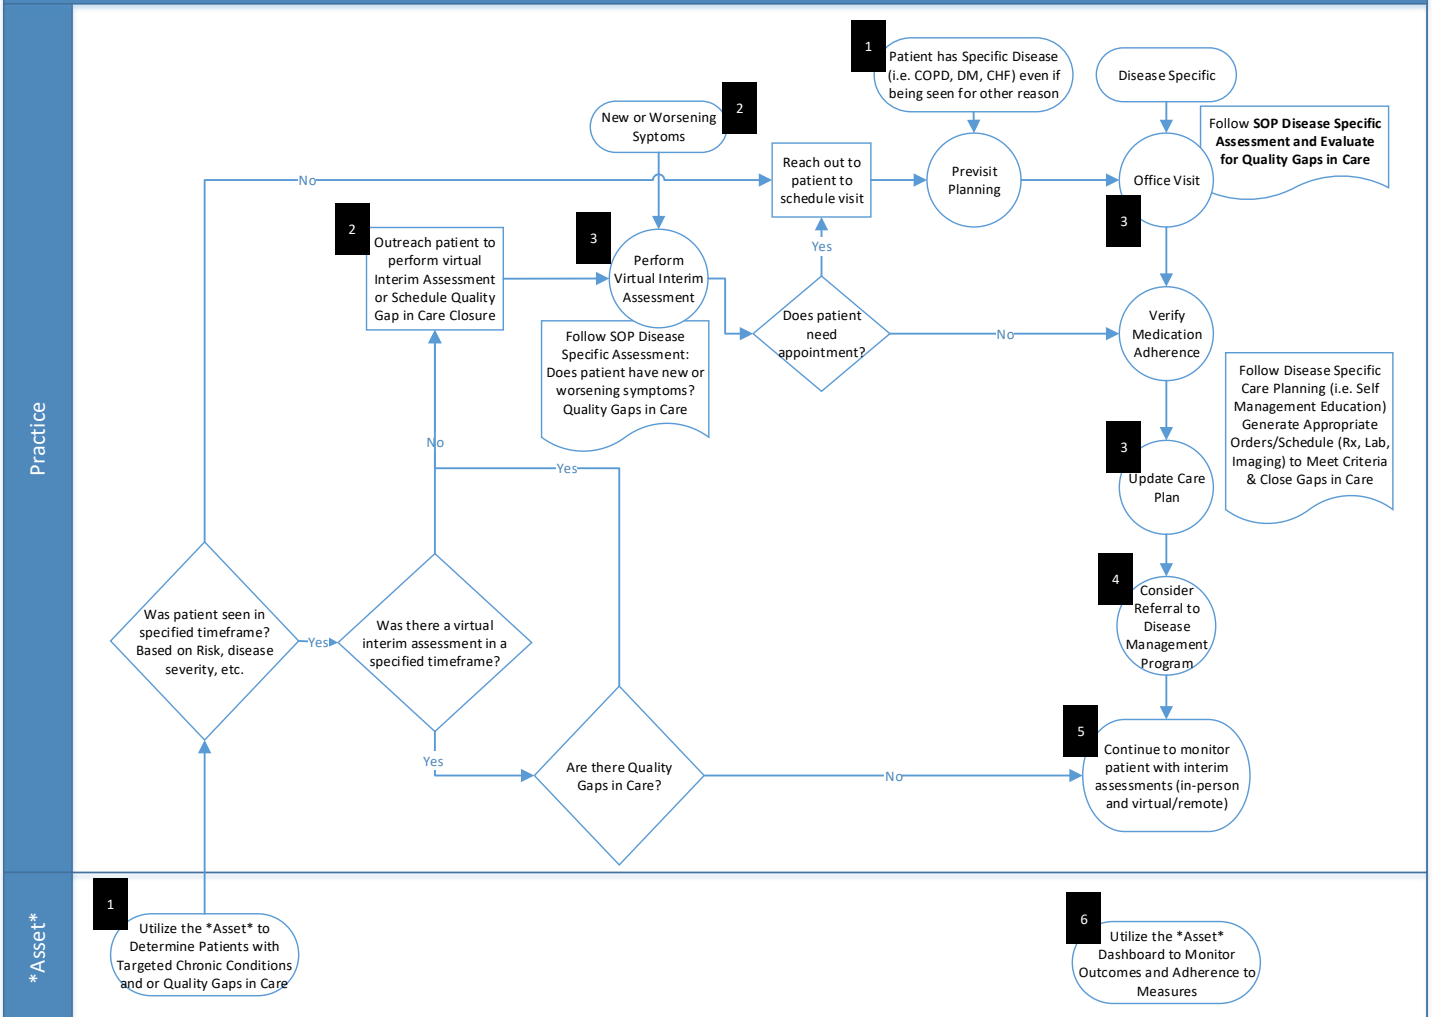 Practice
1
Patient has Specific Disease
(i.e. COPD, DM, CHF) even if
being seen for other reason
Disease Specific
2
New or Worsening
Syptoms
Follow SOP Disease Specific
Assessment and Evaluate
for Quality Gaps in Care
No
Reach out to
patient to
schedule visit
Previsit
Planning
Office Visit
3
2
Outreach patient to
perform virtual
Interim Assessment
or Schedule Quality
Gap in Care Closure
3
Perform
Virtual Interim
Assessment
Yes
Follow SOP Disease
Specific Assessment:
Does patient have new or
worsening symptoms?
Quality Gaps in Care
Does patient
need
appointment?
No
Verify
Medication
Adherence
Follow Disease Specific
Care Planning (i.e. Self
Management Education)
Generate Appropriate
Orders/Schedule (Rx, Lab,
Imaging) to Meet Criteria
& Close Gaps in Care
No
Yes
3
Update Care
Plan
4
Consider
Referral to
Disease
Management
Program
Was patient seen in
specified timeframe?
Based on Risk, disease
severity, etc.
Yes
Was there a virtual
interim assessment in a
specified timeframe?
Yes
Are there Quality
Gaps in Care?
No
5
Continue to monitor
patient with interim
assessments (in-person
and virtual/remote)
*Asset*
1
Utilize the *Asset* to
Determine Patients with
Targeted Chronic Conditions
and or Quality Gaps in Care
6
Utilize the *Asset*
Dashboard to Monitor
Outcomes and Adherence to
Measures